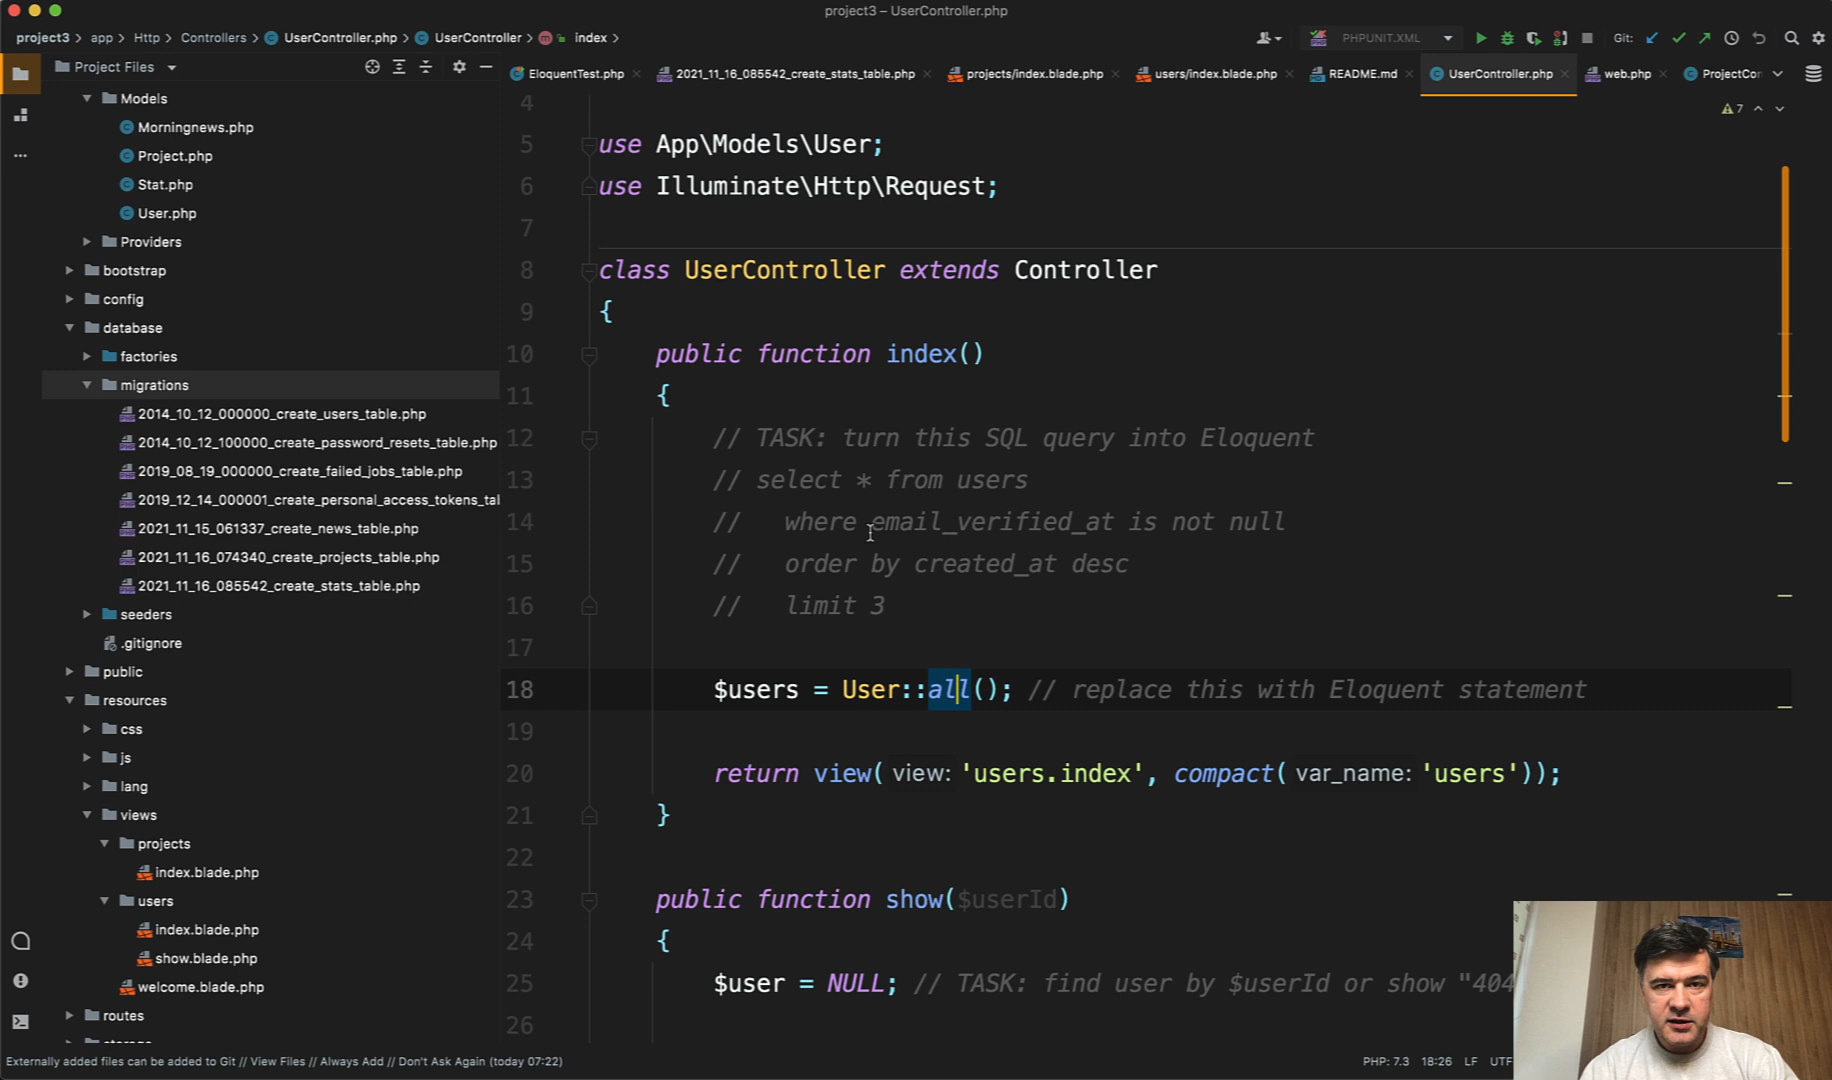 project3 – UserController.php
project3 > app > Http > Controllers > UserController.php > UserController > index >
PHPUNIT.XML
Git:
Project Files
EloquentTest.php
2021_11_16_085542_create_stats_table.php
projects/index.blade.php
users/index.blade.php
README.md
UserController.php
web.php
ProjectCor
7
Models
Morningnews.php
Project.php
Stat.php
User.php
Providers
bootstrap
config
database
factories
migrations
2014_10_12_000000_create_users_table.php
2014_10_12_100000_create_password_resets_table.php
2019_08_19_000000_create_failed_jobs_table.php
2019_12_14_000001_create_personal_access_tokens_tal
2021_11_15_061337_create_news_table.php
2021_11_16_074340_create_projects_table.php
2021_11_16_085542_create_stats_table.php
seeders
.gitignore
public
resources
css
js
lang
views
projects
index.blade.php
users
index.blade.php
show.blade.php
welcome.blade.php
routes
4
5 use App\Models\User;
6 use Illuminate\Http\Request;
7
8 class UserController extends Controller
9 {
10 public function index()
11 {
12 // TASK: turn this SQL query into Eloquent
13 // select * from users
14 //   where email_verified_at is not null
15 //   order by created_at desc
16 //   limit 3
17
18 $users = User::all(); // replace this with Eloquent statement
19
20 return view( view: 'users.index', compact( var_name: 'users'));
21 }
22
23 public function show($userId)
24 {
25 $user = NULL; // TASK: find user by $userId or show "404
26
Externally added files can be added to Git // View Files // Always Add // Don't Ask Again (today 07:22)
PHP: 7.3 18:26 LF UTF